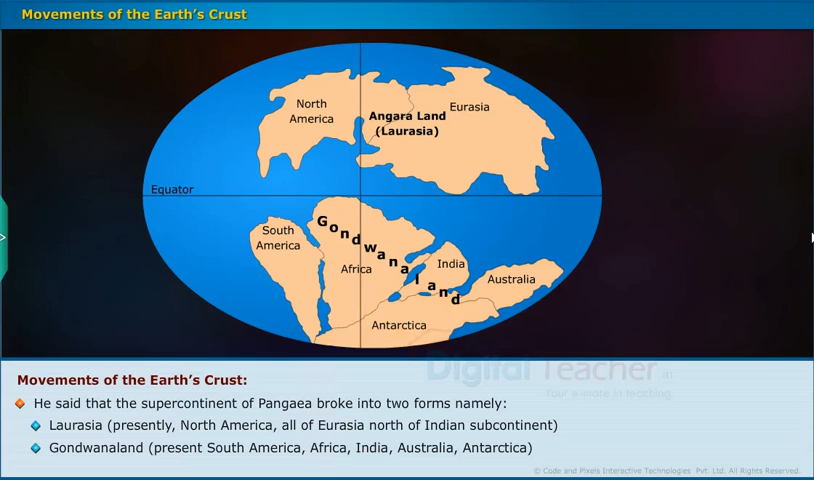 Movements of the Earth's Crust
North
America
Angara Land
(Laurasia)
Eurasia
Equator
South
America
Gondwanaland
Africa
India
Australia
Antarctica
Digital Teacher.in
Your e-mate in teaching
Movements of the Earth's Crust:
He said that the supercontinent of Pangaea broke into two forms namely:
Laurasia (presently, North America, all of Eurasia north of Indian subcontinent)
Gondwanaland (present South America, Africa, India, Australia, Antarctica)
© Code and Pixels Interactive Technologies Pvt. Ltd. All Rights Reserved.